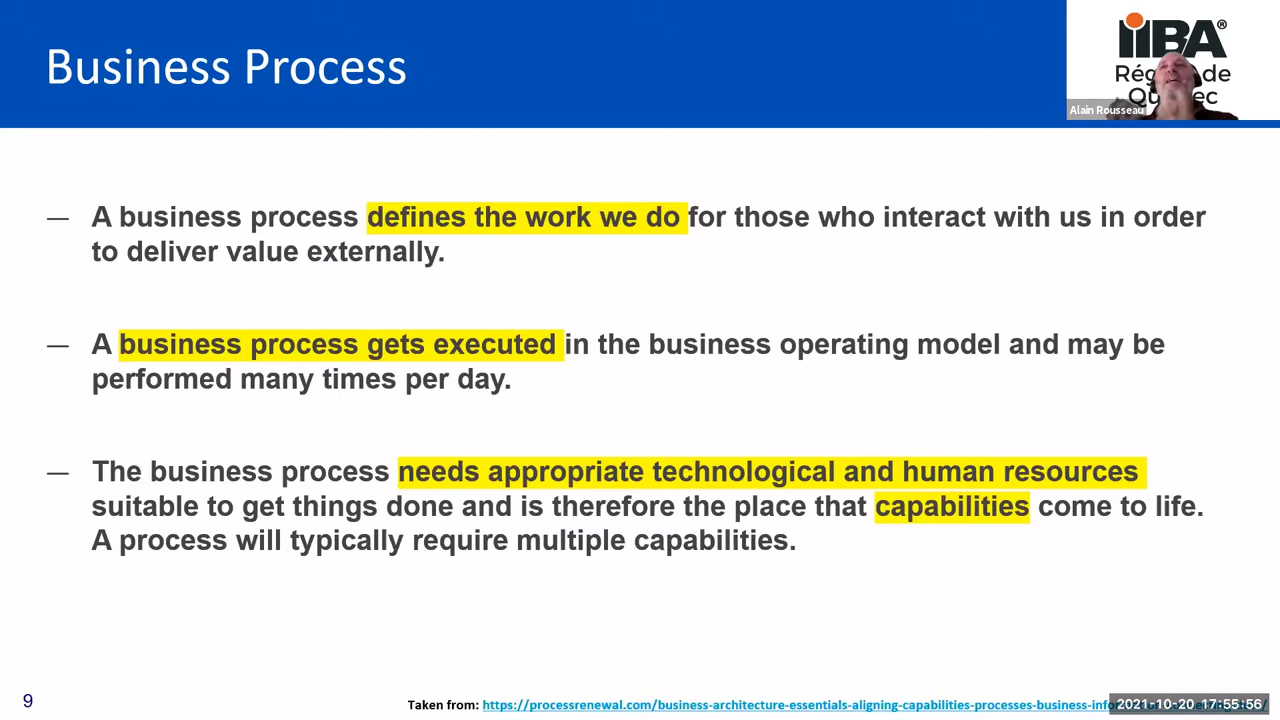 Business Process
iiBA®
Alain Rousseau
— A business process defines the work we do for those who interact with us in order
to deliver value externally.
— A business process gets executed in the business operating model and may be
performed many times per day.
— The business process needs appropriate technological and human resources
suitable to get things done and is therefore the place that capabilities come to life.
A process will typically require multiple capabilities.
9
Taken from: https://processrenewal.com/business-architecture-essentials-aligning-capabilities-processes-business-
2021-10-20 17:55:56